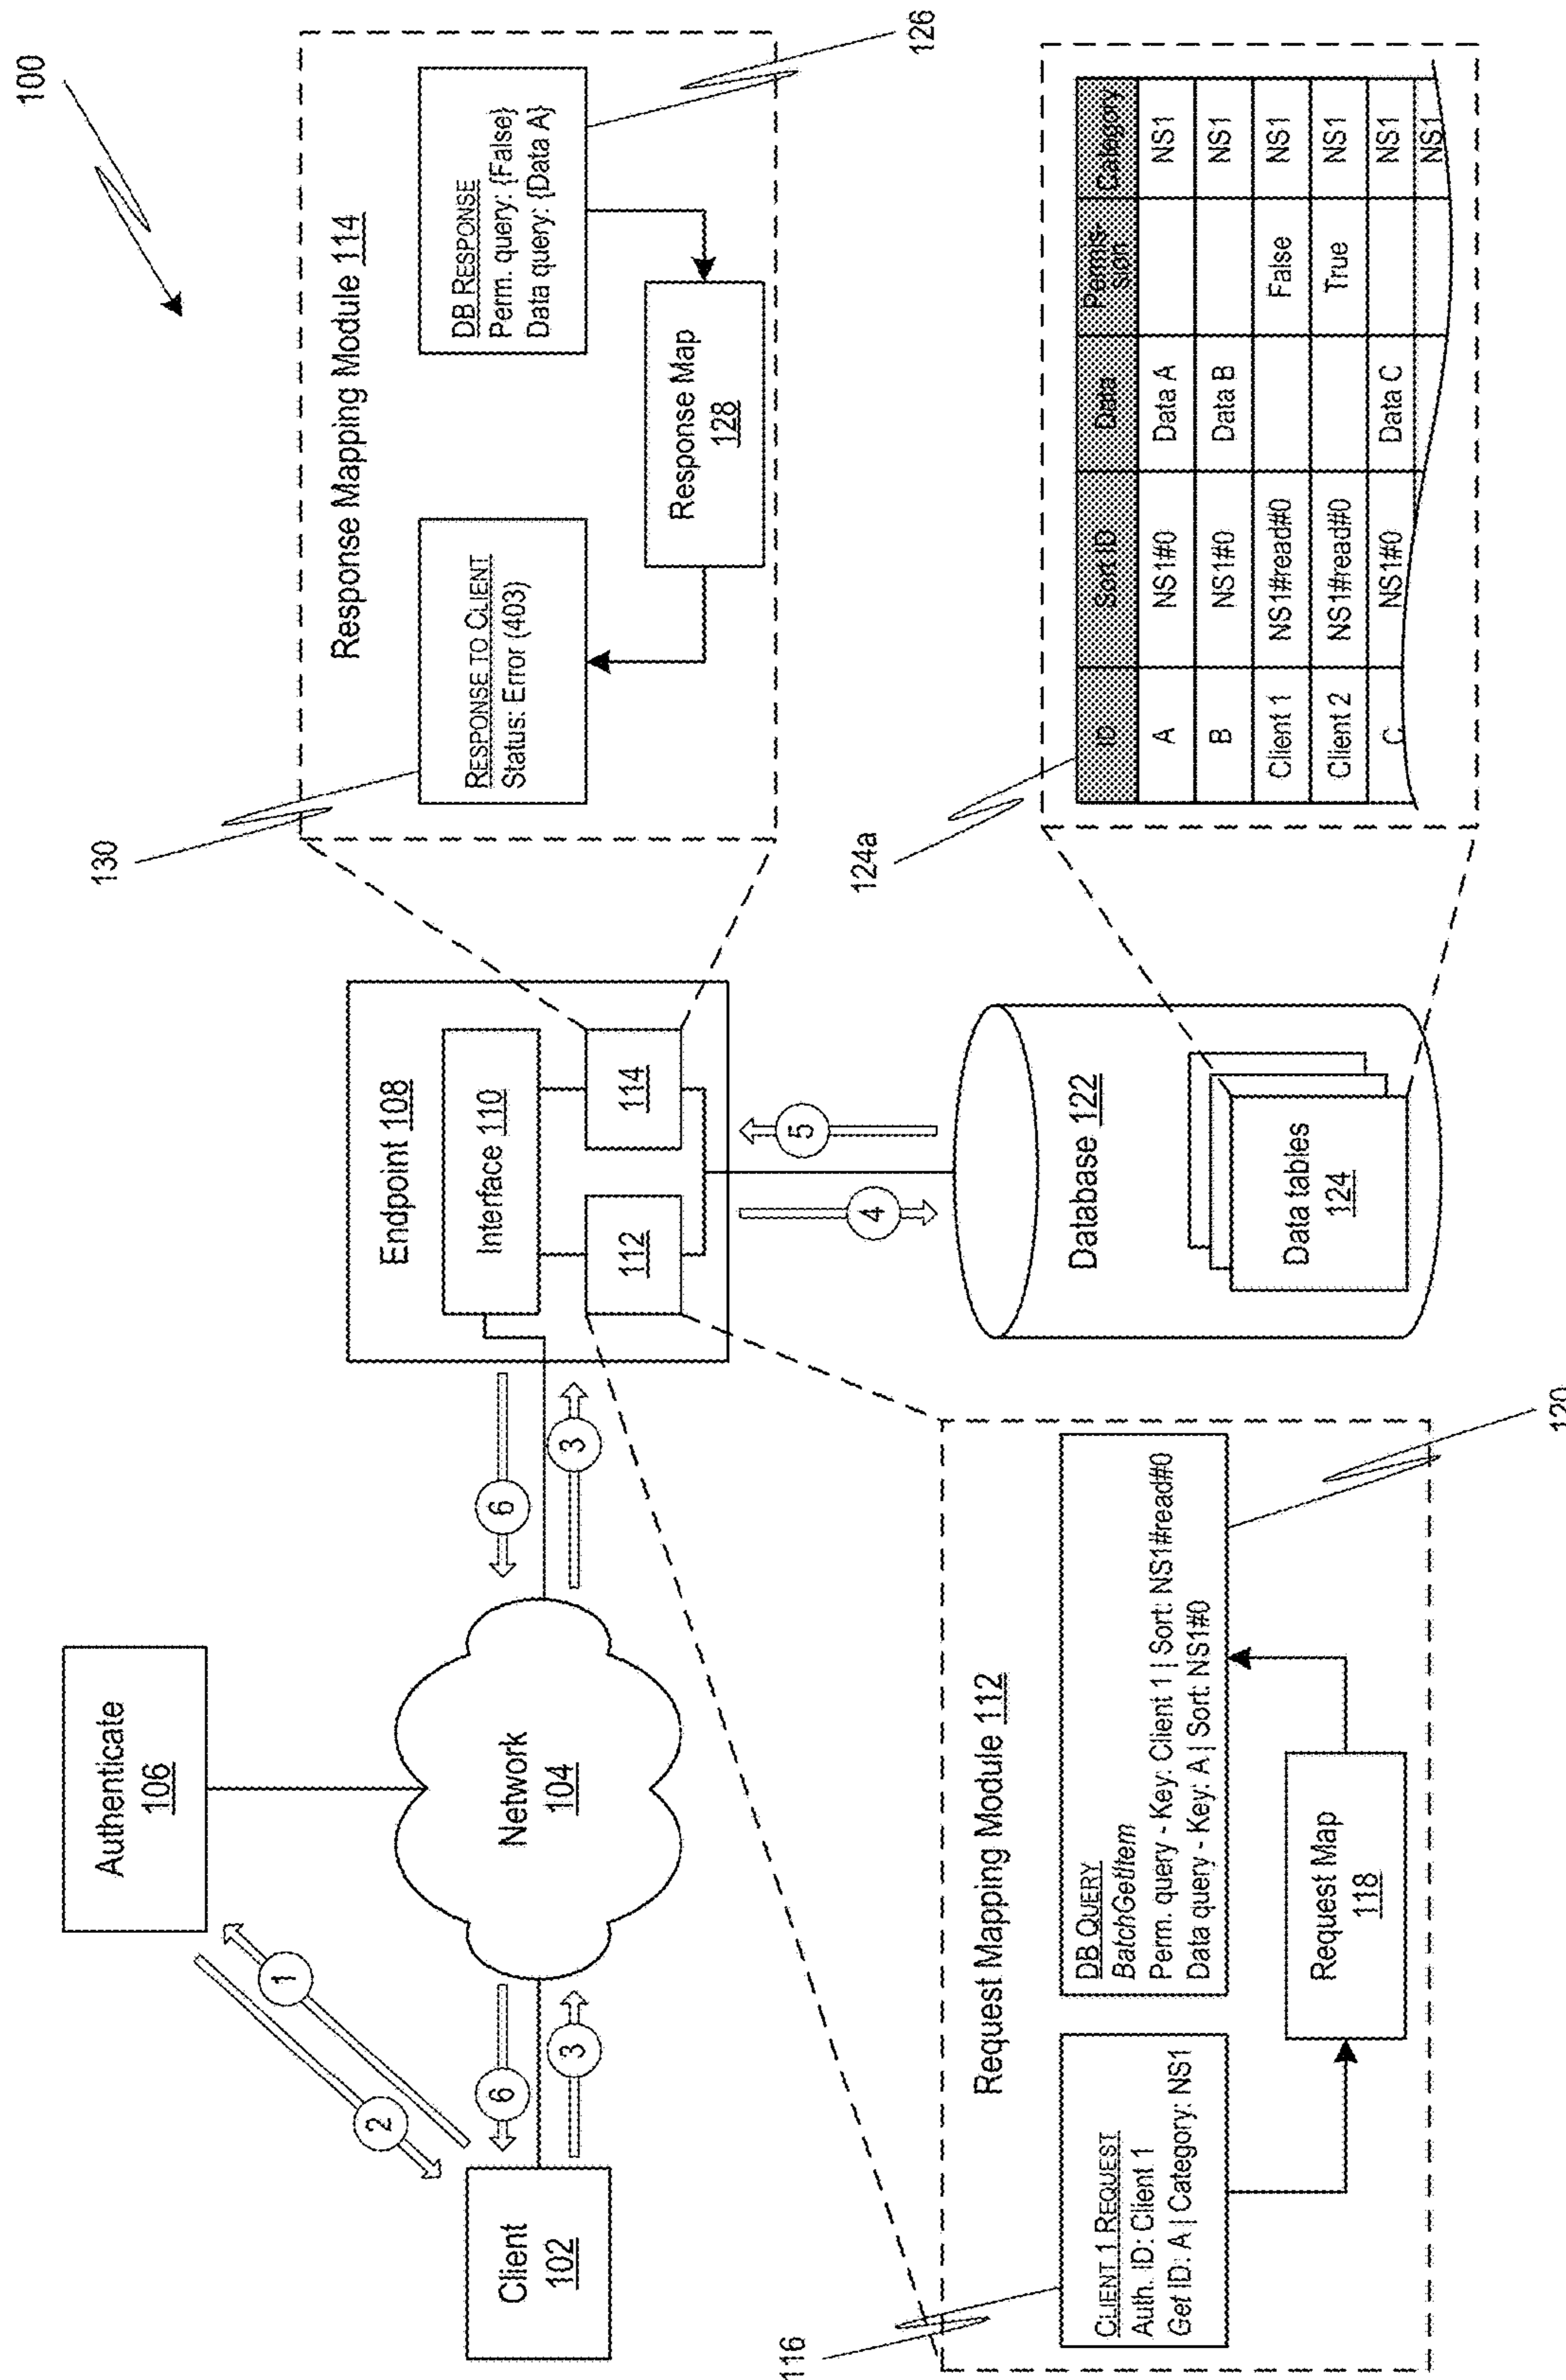 100
Authenticate
106
1
2
Client
102
6
3
Network
104
6
3
Endpoint 108
Interface 110
112
114
4
5
Database 122
Data tables
124
Response Mapping Module 114
130
RESPONSE TO CLIENT
Status: Error (403)
DB RESPONSE
Perm. query: {False}
Data query: {Data A}
126
Response Map
128
Request Mapping Module 112
116
CLIENT 1 REQUEST
Auth. ID: Client 1
Get ID: A | Category: NS1
DB QUERY
BatchGetItem
Perm. query - Key: Client 1 | Sort: NS1#read#0
Data query - Key: A | Sort: NS1#0
120
Request Map
118
124a
ID Sort ID Data Permis-sion Category
A NS1#0 Data A NS1
B NS1#0 Data B NS1
Client 1 NS1#read#0 False NS1
Client 2 NS1#read#0 True NS1
C NS1#0 Data C NS1
NS1